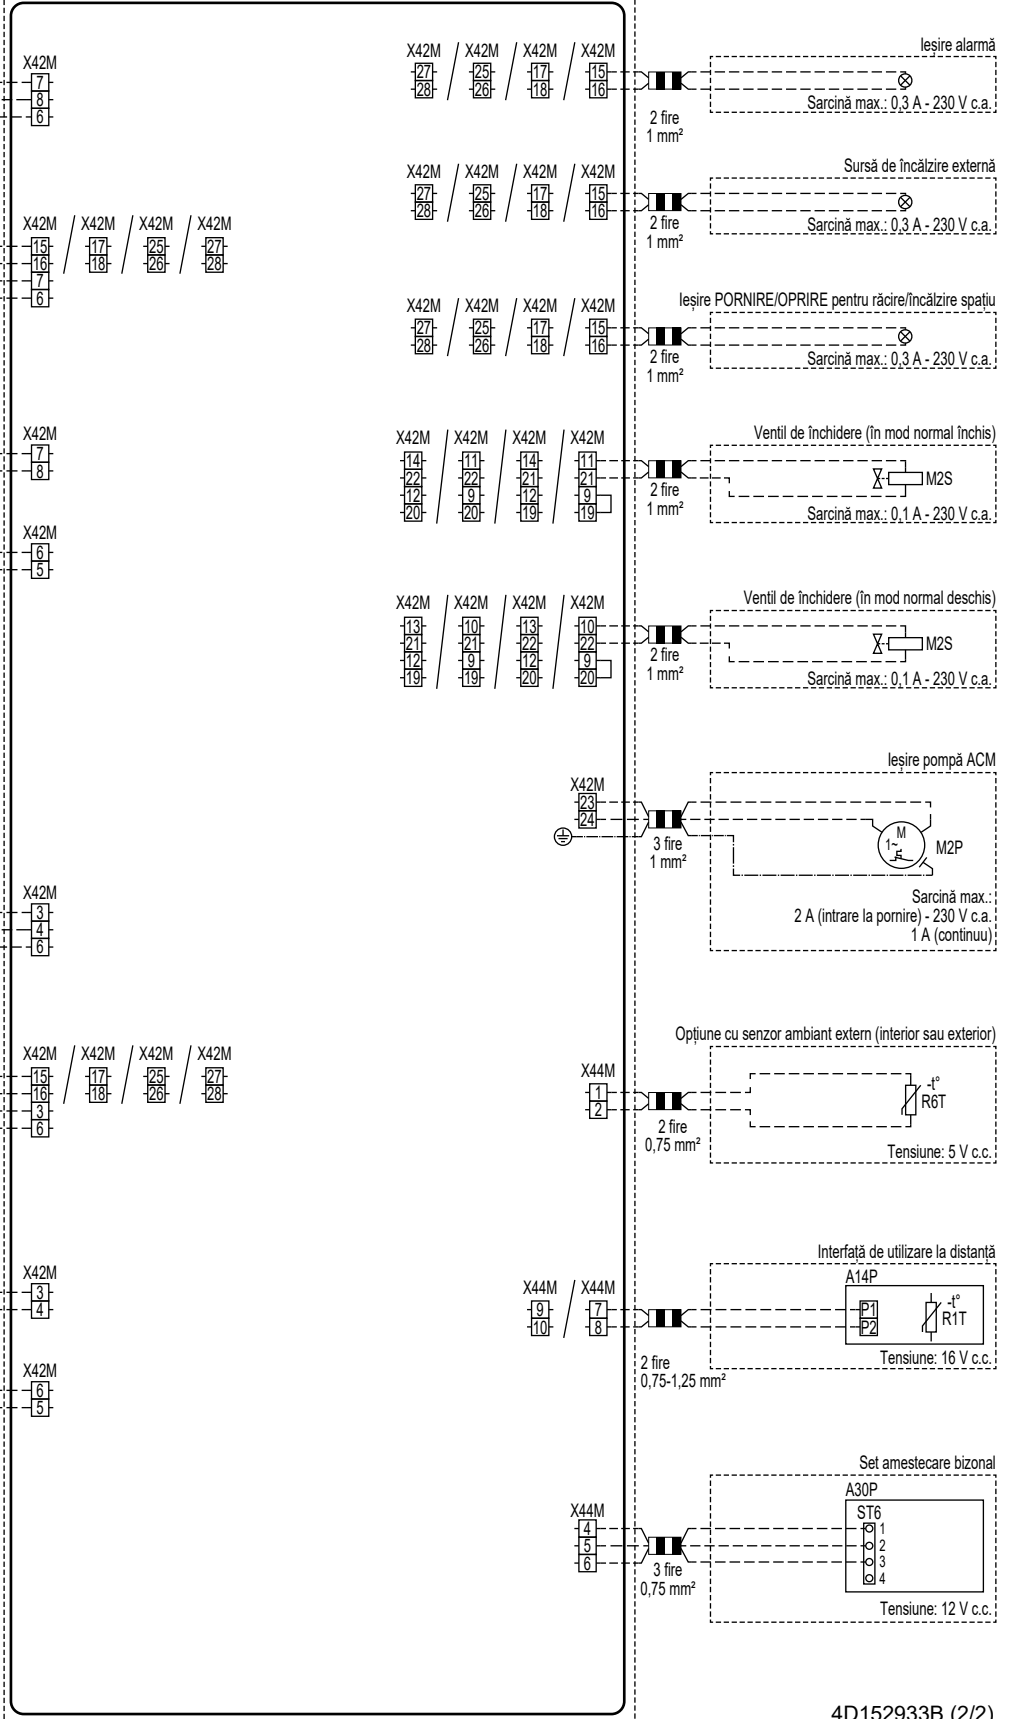 X42M
7
8
6
X42M X42M X42M X42M
27 25 17 15
28 26 18 16
2 fire
1 mm²
Ieșire alarmă
Sarcină max.: 0,3 A - 230 V c.a.
X42M X42M X42M X42M
27 25 17 15
28 26 18 16
2 fire
1 mm²
Sursă de încălzire externă
Sarcină max.: 0,3 A - 230 V c.a.
X42M X42M X42M X42M
15 17 25 27
16 18 26 28
7
6
X42M X42M X42M X42M
27 25 17 15
28 26 18 16
2 fire
1 mm²
Ieșire PORNIRE/OPRIRE pentru răcire/încălzire spațiu
Sarcină max.: 0,3 A - 230 V c.a.
X42M
7
8
X42M X42M X42M X42M
14 11 14 11
22 22 21 21
12 9 12 9
20 20 19 19
2 fire
1 mm²
Ventil de închidere (în mod normal închis)
M2S
Sarcină max.: 0,1 A - 230 V c.a.
X42M
6
5
X42M X42M X42M X42M
13 10 13 10
21 21 22 22
12 9 12 9
19 19 20 20
2 fire
1 mm²
Ventil de închidere (în mod normal deschis)
M2S
Sarcină max.: 0,1 A - 230 V c.a.
X42M
23
24
3 fire
1 mm²
Ieșire pompă ACM
M
1~
M2P
Sarcină max.:
2 A (intrare la pornire) - 230 V c.a.
1 A (continuu)
X42M
3
4
6
X42M X42M X42M X42M
15 17 25 27
16 18 26 28
3
6
X44M
1
2
2 fire
0,75 mm²
Opțiune cu senzor ambiant extern (interior sau exterior)
-t°
R6T
Tensiune: 5 V c.c.
X42M
3
4
X44M X44M
9 7
10 8
2 fire
0,75-1,25 mm²
Interfață de utilizare la distanță
A14P
P1
P2
-t°
R1T
Tensiune: 16 V c.c.
X42M
6
5
X44M
4
5
6
3 fire
0,75 mm²
Set amestecare bizonal
A30P
ST6
1
2
3
4
Tensiune: 12 V c.c.
4D152933B (2/2)